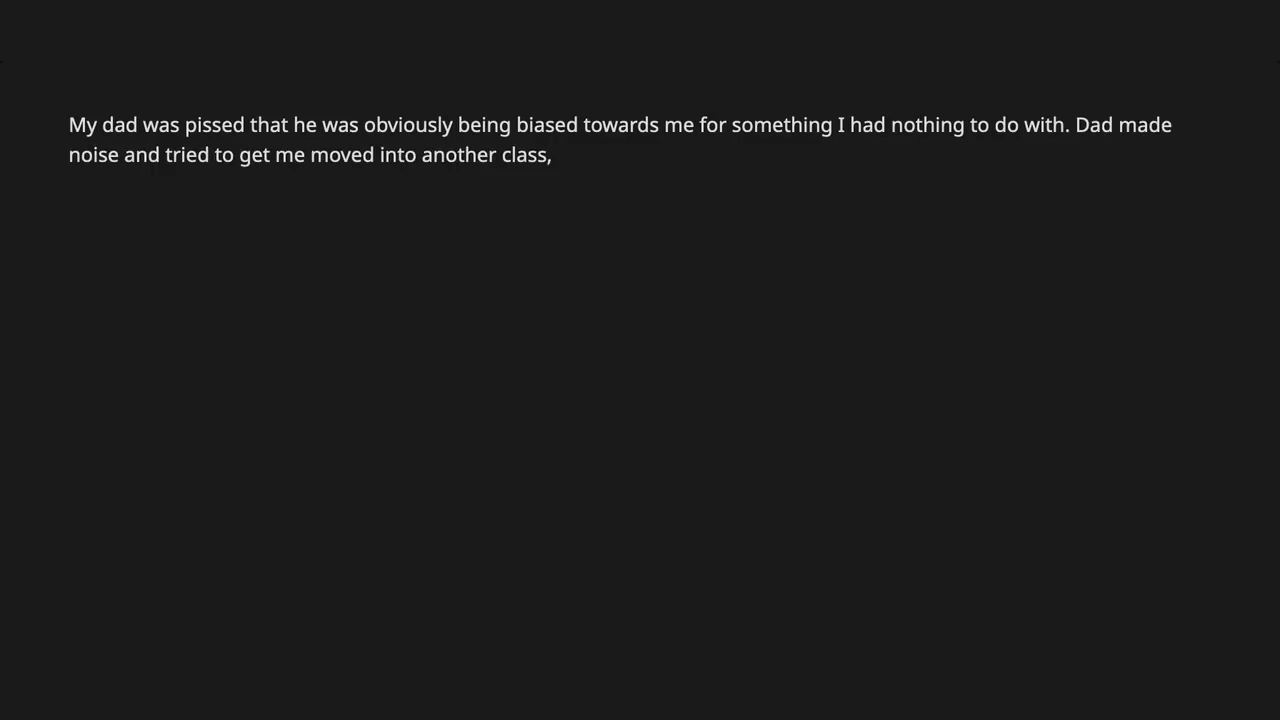 My dad was pissed that he was obviously being biased towards me for something I had nothing to do with. Dad made
noise and tried to get me moved into another class,